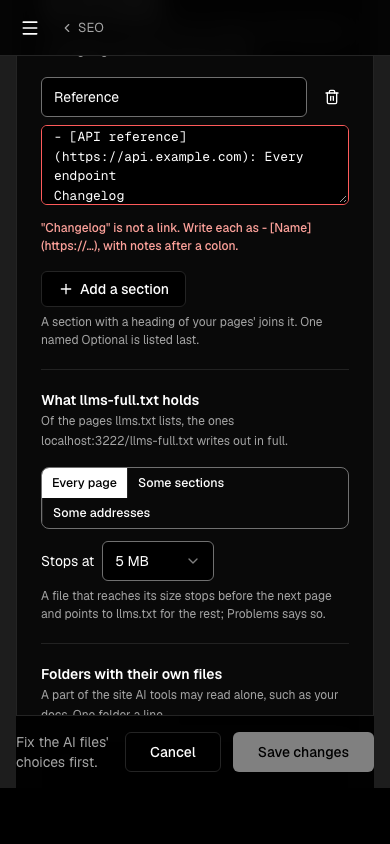 SEO
Reference
- [API reference]
(https://api.example.com): Every
endpoint
Changelog
"Changelog" is not a link. Write each as - [Name]
(https://…), with notes after a colon.
Add a section
A section with a heading of your pages' joins it. One
named Optional is listed last.
What llms-full.txt holds
Of the pages llms.txt lists, the ones
localhost:3222/llms-full.txt writes out in full.
Every page
Some sections
Some addresses
Stops at
5 MB
A file that reaches its size stops before the next page
and points to llms.txt for the rest; Problems says so.
Folders with their own files
A part of the site AI tools may read alone, such as your
docs. One folder a line.
Fix the AI files'
choices first.
Cancel
Save changes